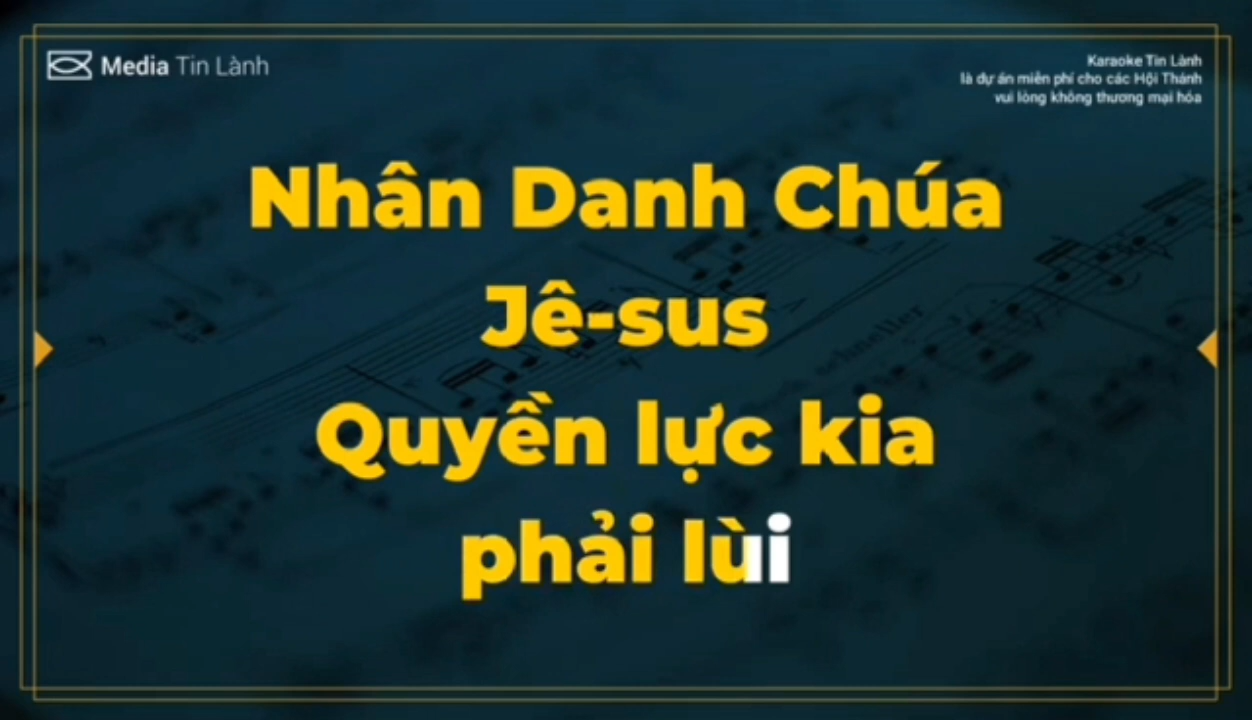 Media Tin Lành
Karaoke Tin Lành
là dự án miễn phí cho các Hội Thánh
vui lòng không thương mại hóa
Nhân Danh Chúa
Jê-sus
Quyền lực kia
phải lùi